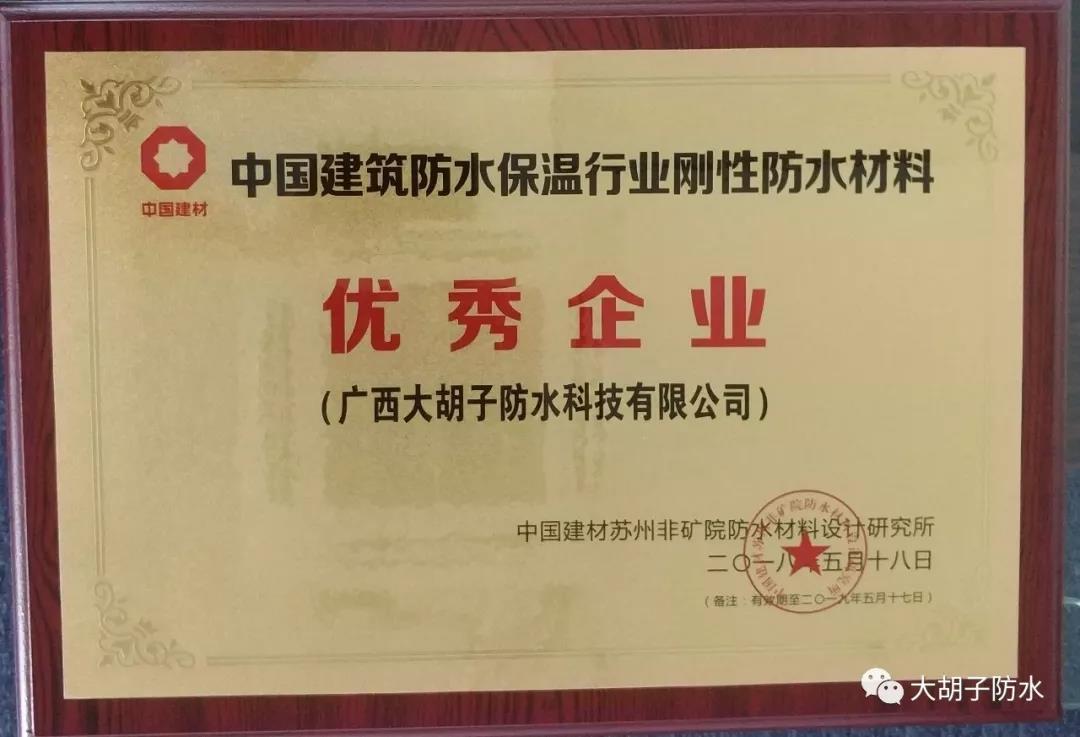 中国建筑防水保温行业刚性防水材料
中国建材
优秀企业
（广西大胡子防水科技有限公司）
中国建材苏州非矿院防水材料设计研究所
二〇一八年五月十八日
（备注：有效期至二〇一九年五月十七日）
大胡子防水